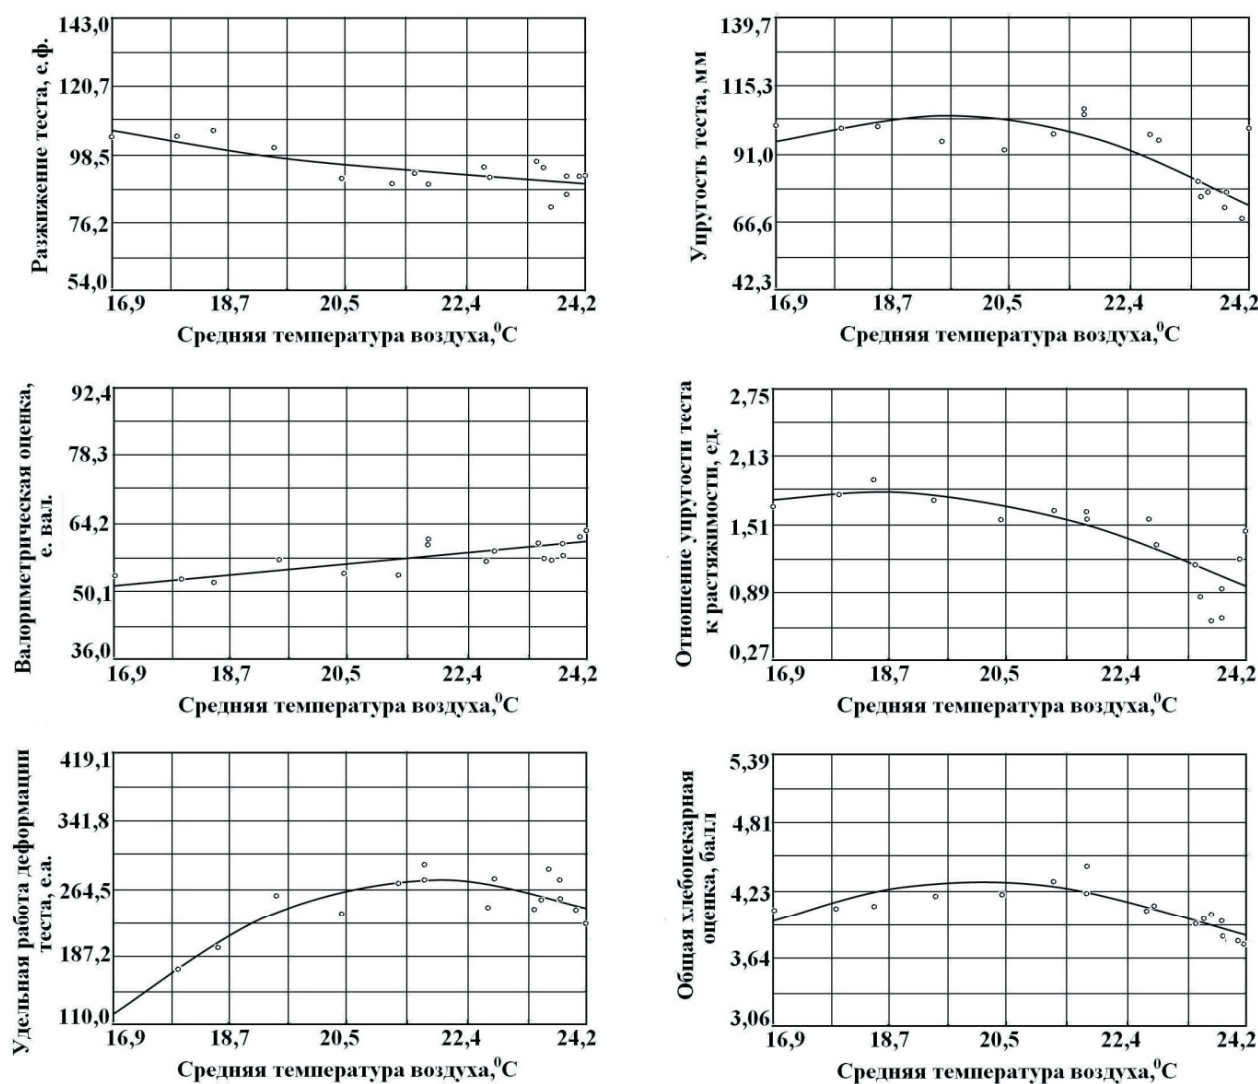 Разжижение теста, е.ф.
143,0
120,7
98,5
76,2
54,0
16,9 18,7 20,5 22,4 24,2
Средняя температура воздуха,⁰С
Упругость теста, мм
139,7
115,3
91,0
66,6
42,3
16,9 18,7 20,5 22,4 24,2
Средняя температура воздуха,⁰С
Валориметрическая оценка,
е. вал.
92,4
78,3
64,2
50,1
36,0
16,9 18,7 20,5 22,4 24,2
Средняя температура воздуха,⁰С
Отношение упругости теста
к растяжимости, ед.
2,75
2,13
1,51
0,89
0,27
16,9 18,7 20,5 22,4 24,2
Средняя температура воздуха,⁰С
Удельная работа деформации
теста, е.а.
419,1
341,8
264,5
187,2
110,0
16,9 18,7 20,5 22,4 24,2
Средняя температура воздуха,⁰С
Общая хлебопекарная
оценка, балл
5,39
4,81
4,23
3,64
3,06
16,9 18,7 20,5 22,4 24,2
Средняя температура воздуха,⁰С